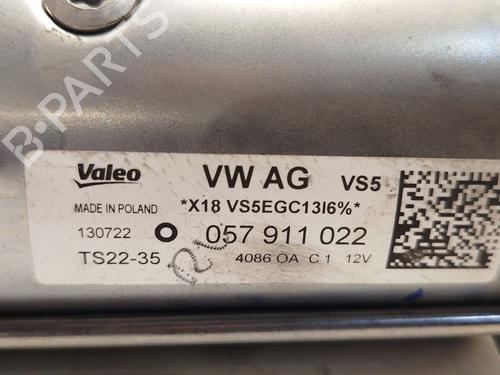 B-PARTS
Valeo VW AG VS5
MADE IN POLAND *X18 VS5EGC13I6%*
130722 O 057 911 022
TS22-35 4086 OA C 1 12V